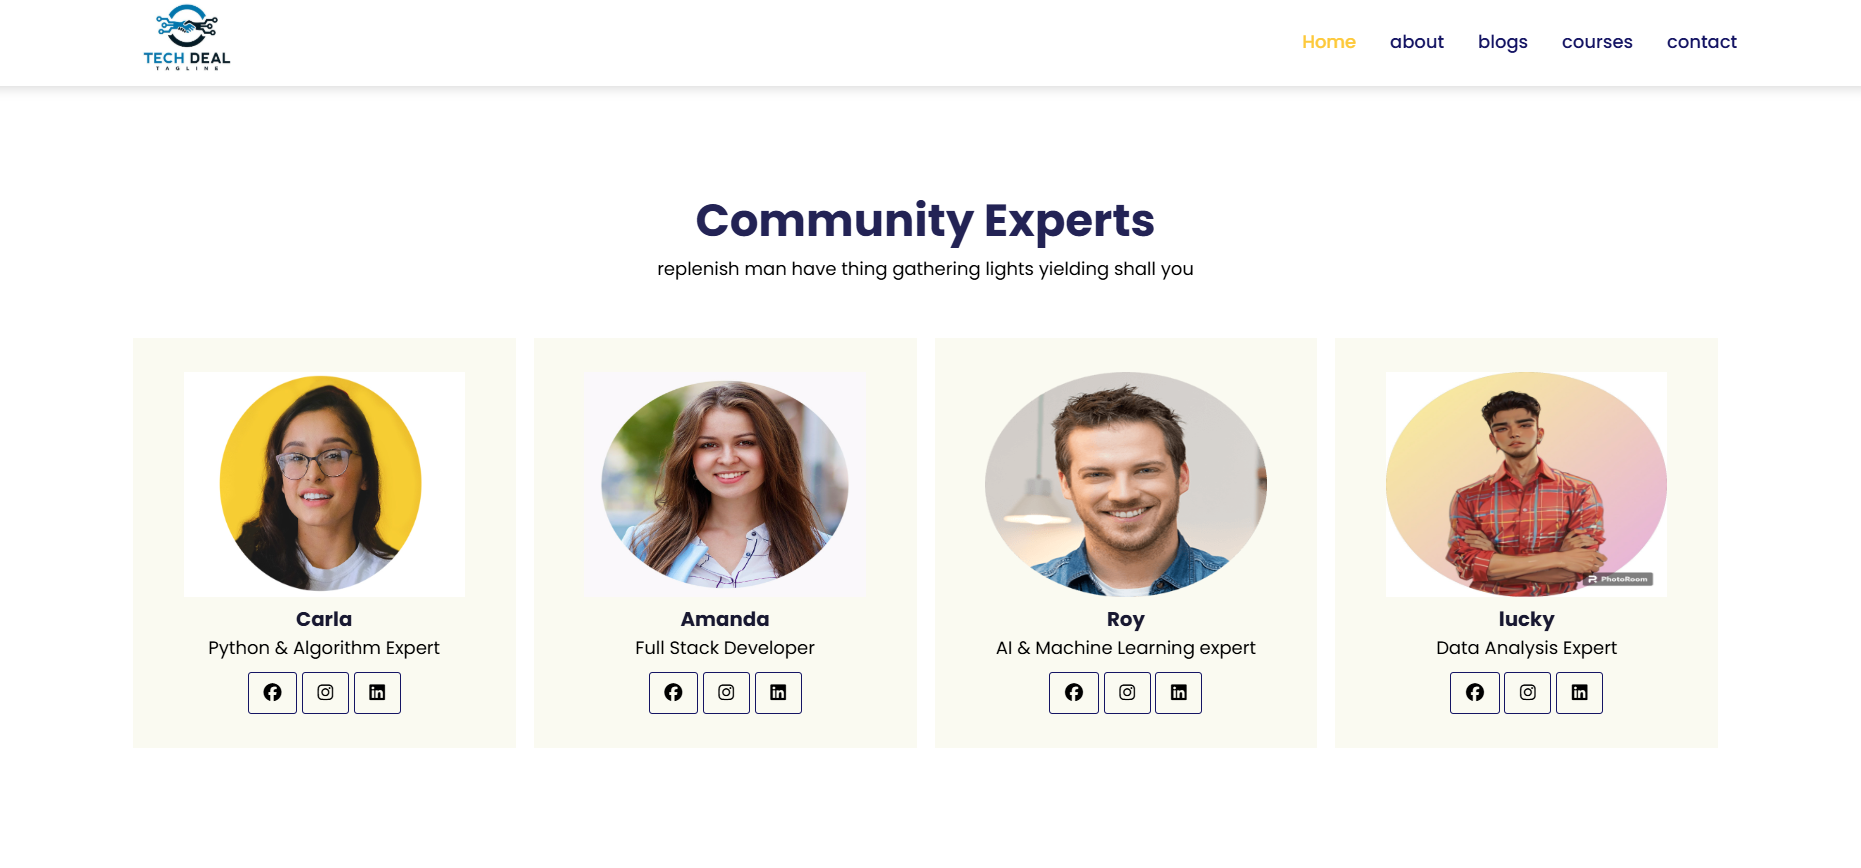 TECH DEAL
TAGLINE
Home about blogs courses contact
Community Experts
replenish man have thing gathering lights yielding shall you
PhotoRoom
Carla Amanda Roy lucky
Python & Algorithm Expert Full Stack Developer AI & Machine Learning expert Data Analysis Expert